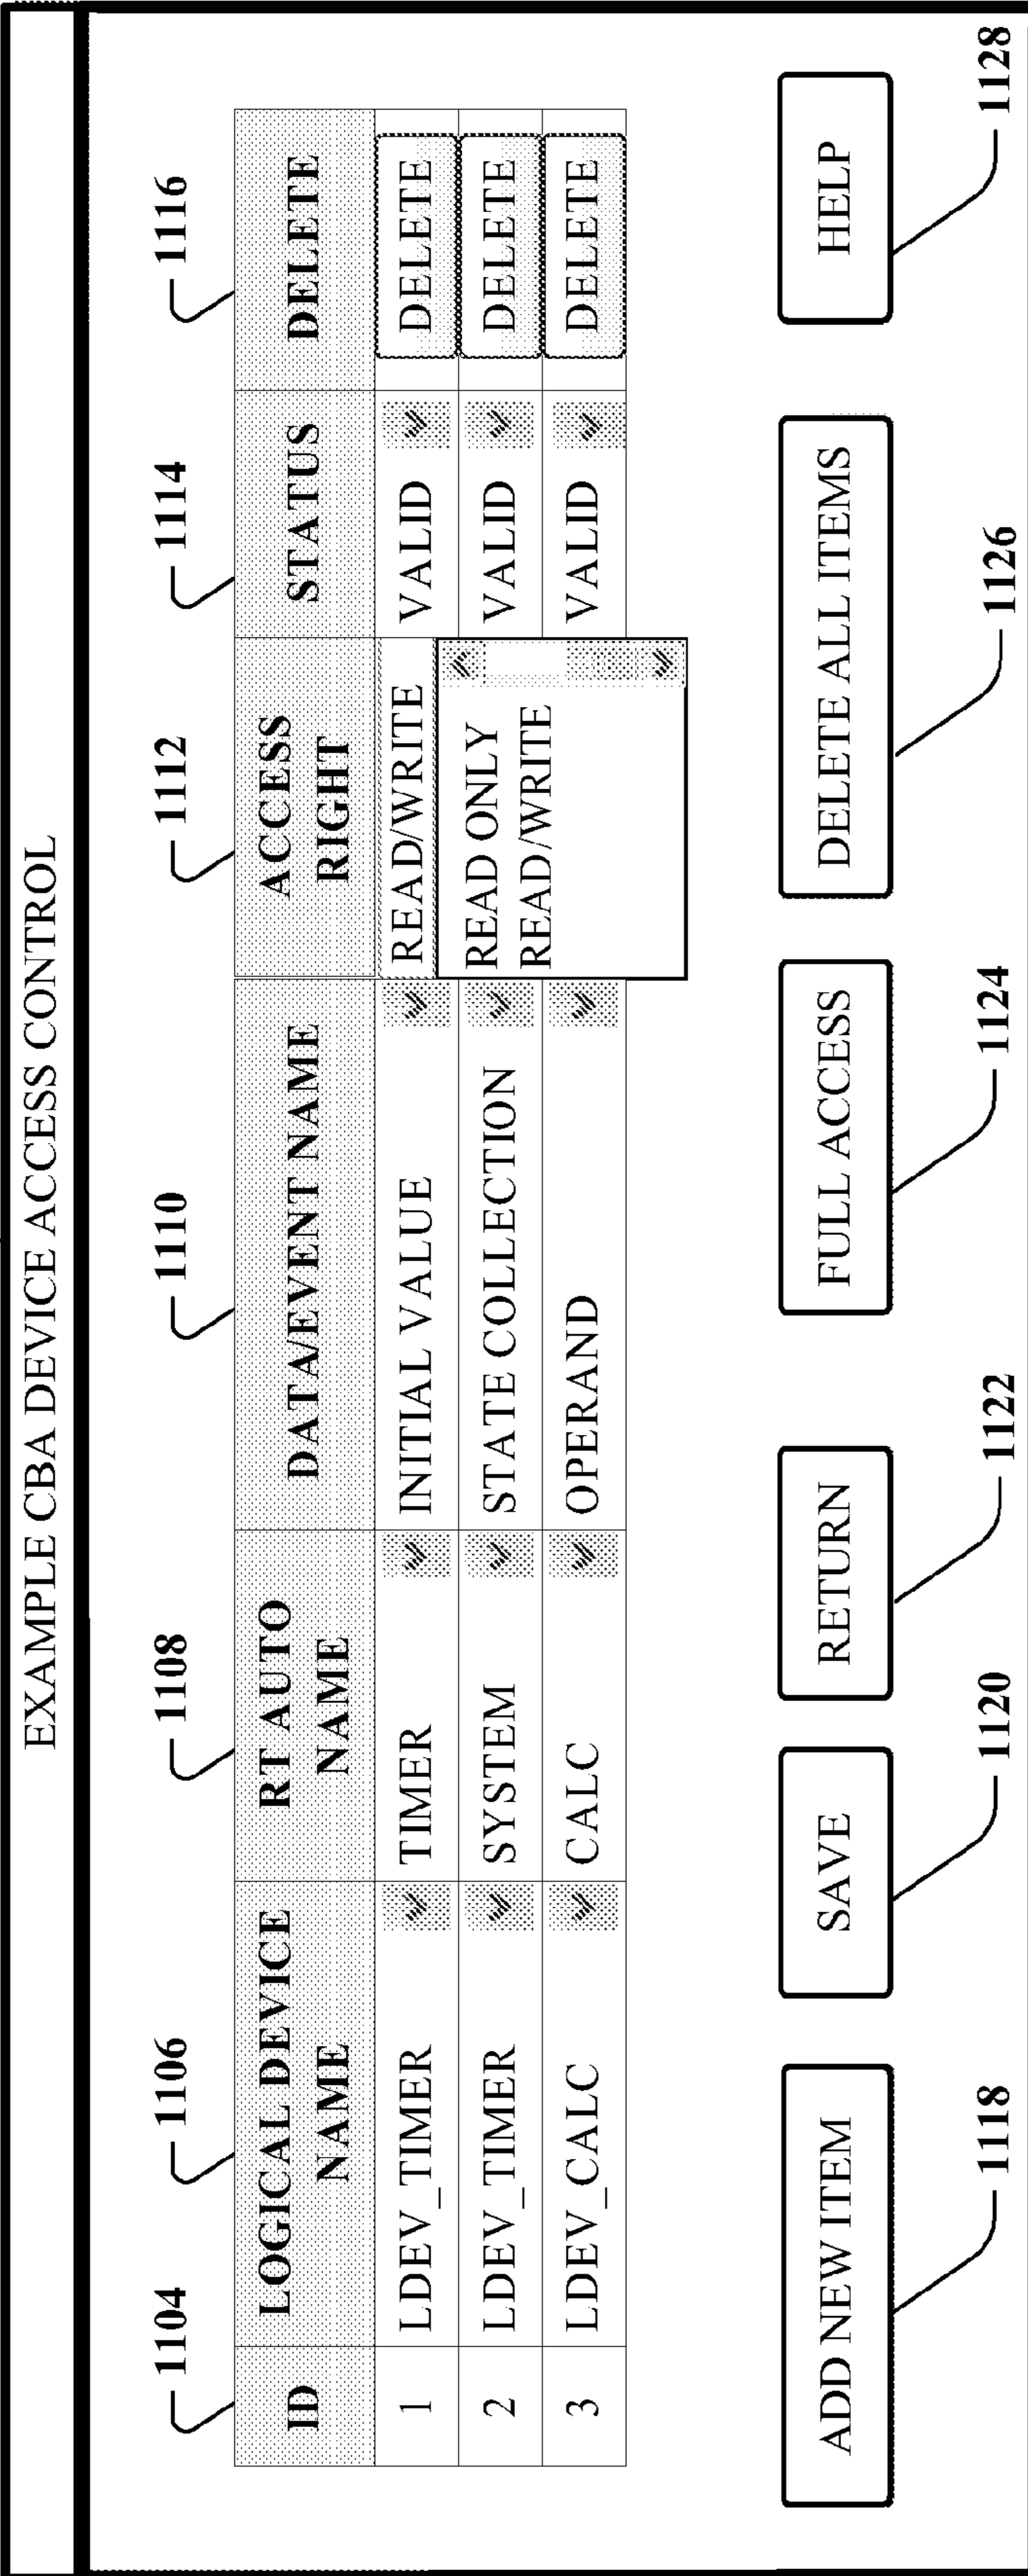 EXAMPLE CBA DEVICE ACCESS CONTROL
1104 1106 1108 1110 1112 1114 1116
ID LOGICAL DEVICE NAME RT AUTO NAME DATA/EVENT NAME ACCESS RIGHT STATUS DELETE
1 LDEV_TIMER TIMER INITIAL VALUE READ/WRITE VALID DELETE
2 LDEV_TIMER SYSTEM STATE COLLECTION READ ONLY VALID DELETE
3 LDEV_CALC CALC OPERAND READ/WRITE VALID DELETE
ADD NEW ITEM SAVE RETURN FULL ACCESS DELETE ALL ITEMS HELP
1118 1120 1122 1124 1126 1128